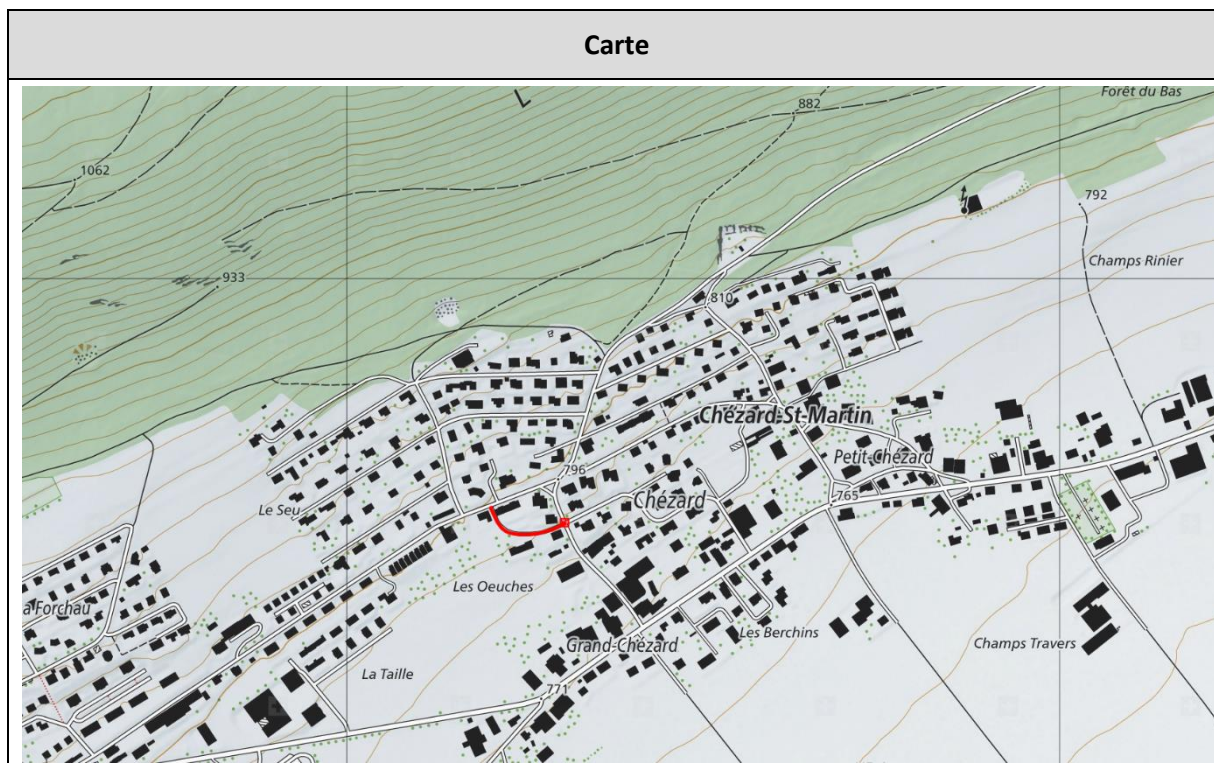 Carte
Forêt du Bas
882
1062
792
Champs Rinier
933
810
Chézard-St-Martin
Petit-Chézard
796
Chézard
765
Le Seu
Les Oeuches
a Forchau
Les Berchins
Grand-Chézard
Champs Travers
La Taille
771